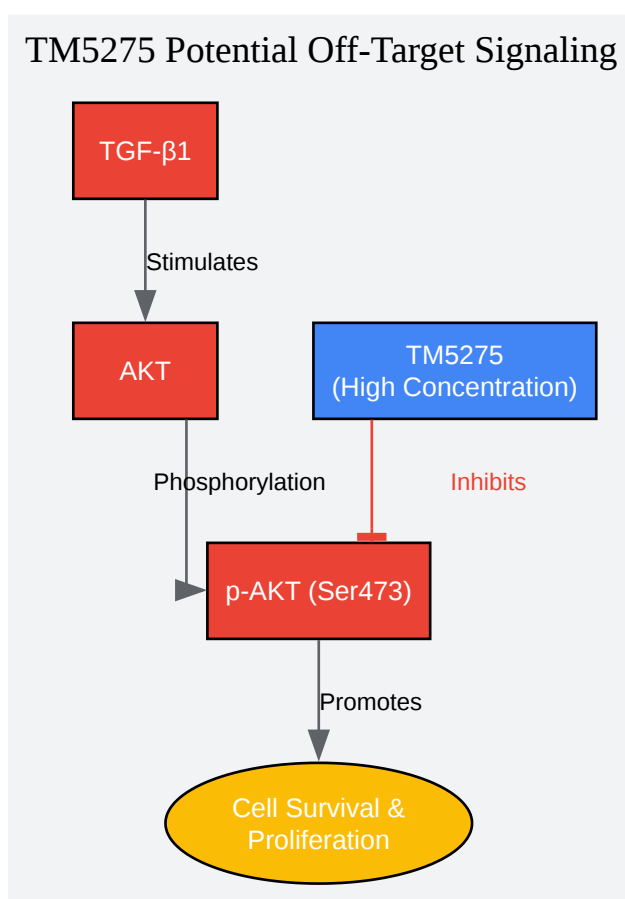 TM5275 Potential Off-Target Signaling
TGF-β1
Stimulates
AKT
TM5275
(High Concentration)
Phosphorylation
Inhibits
p-AKT (Ser473)
Promotes
Cell Survival &
Proliferation